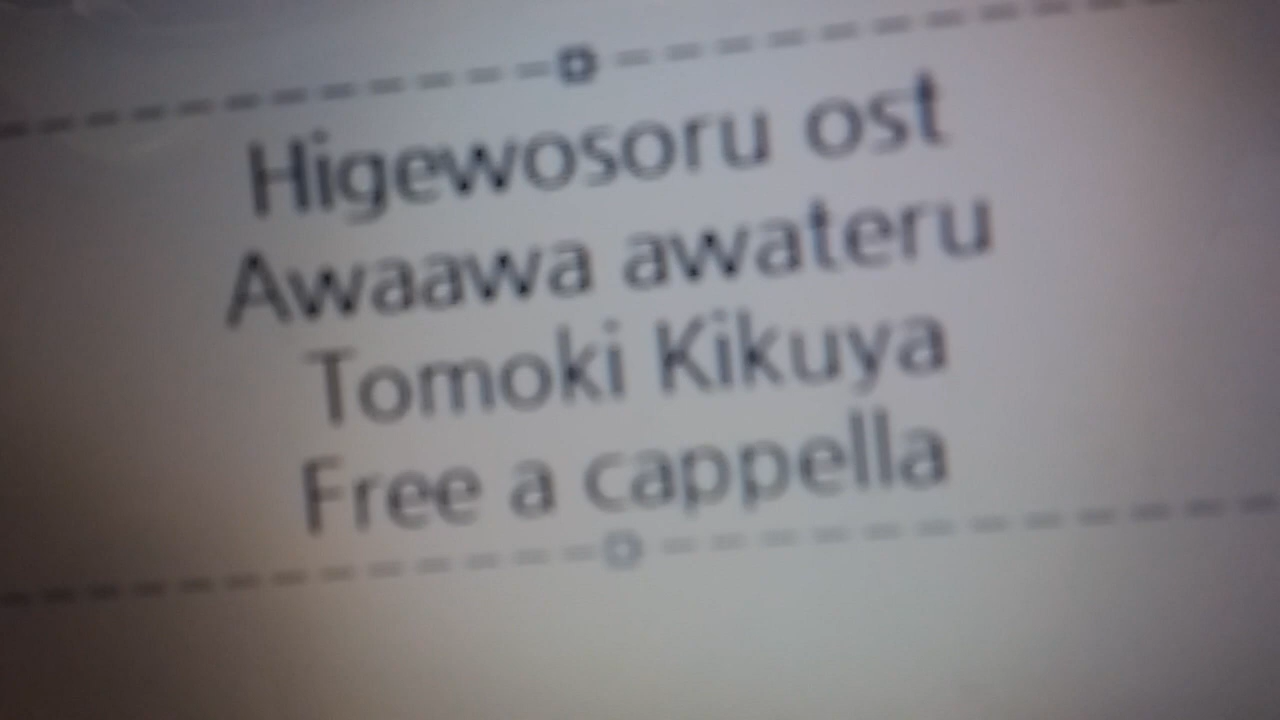 Higewosoru ost
Awaawa awateru
Tomoki Kikuya
Free a cappella